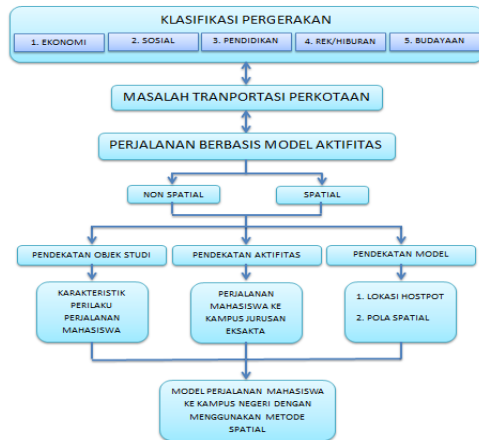 KLASIFIKASI PERGERAKAN
1. EKONOMI
2. SOSIAL
3. PENDIDIKAN
4. REK/HIBURAN
5. BUDAYAAN
MASALAH TRANPORTASI PERKOTAAN
PERJALANAN BERBASIS MODEL AKTIFITAS
NON SPATIAL
SPATIAL
PENDEKATAN OBJEK STUDI
PENDEKATAN AKTIFITAS
PENDEKATAN MODEL
KARAKTERISTIK
PERILAKU
PERJALANAN
MAHASISWA
PERJALANAN
MAHASISWA KE
KAMPUS JURUSAN
EKSAKTA
1. LOKASI HOSTPOT
2. POLA SPATIAL
MODEL PERJALANAN MAHASISWA
KE KAMPUS NEGERI DENGAN
MENGGUNAKAN METODE
SPATIAL